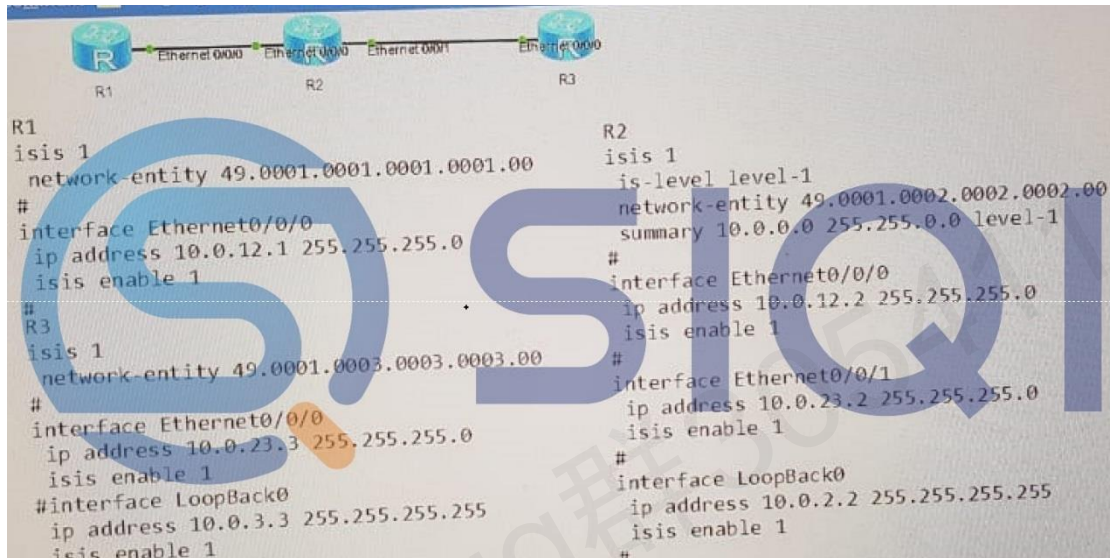 Ethernet 0/0/0
Ethernet 0/0/0
Ethernet 0/0/1
Ethernet 0/0/0
R
R1
R2
R3
R1
isis 1
network-entity 49.0001.0001.0001.0001.00
#
interface Ethernet0/0/0
ip address 10.0.12.1 255.255.255.0
isis enable 1
#
R3
isis 1
network-entity 49.0001.0003.0003.0003.00
#
interface Ethernet0/0/0
ip address 10.0.23.3 255.255.255.0
isis enable 1
#interface LoopBack0
ip address 10.0.3.3 255.255.255.255
isis enable 1
R2
isis 1
is-level level-1
network-entity 49.0001.0002.0002.0002.00
summary 10.0.0.0 255.255.0.0 level-1
#
interface Ethernet0/0/0
ip address 10.0.12.2 255.255.255.0
isis enable 1
#
interface Ethernet0/0/1
ip address 10.0.23.2 255.255.255.0
isis enable 1
#
interface LoopBack0
ip address 10.0.2.2 255.255.255.255
isis enable 1
#
SIQI